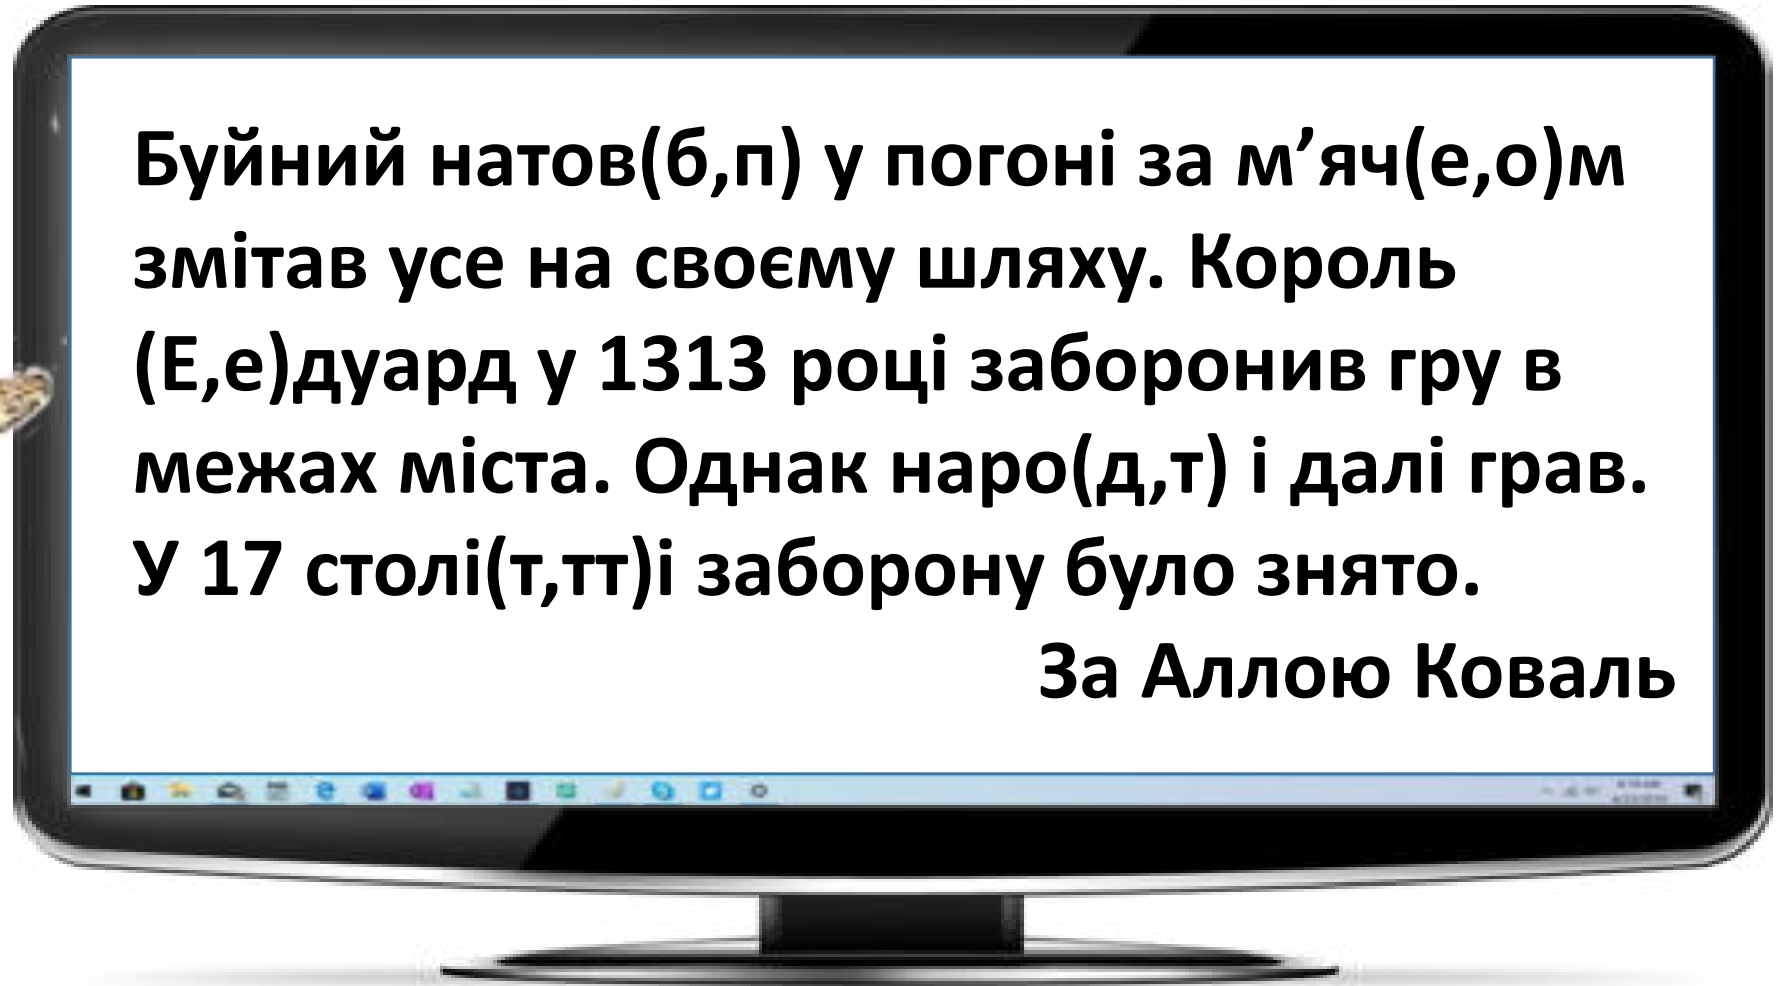 Буйний натов(б,п) у погоні за м’яч(е,о)м
змітав усе на своєму шляху. Король
(Е,е)дуард у 1313 році заборонив гру в
межах міста. Однак наро(д,т) і далі грав.
У 17 столі(т,тт)і заборону було знято.
За Аллою Коваль